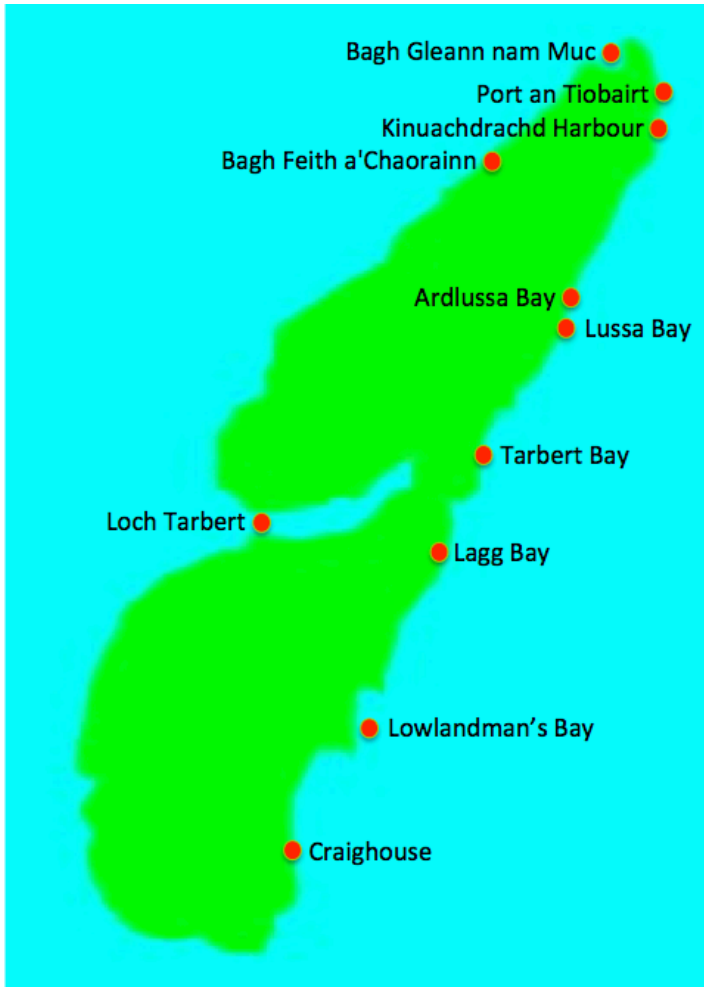 Bagh Gleann nam Muc
Port an Tiobairt
Kinuachdrachd Harbour
Bagh Feith a'Chaorainn
Ardlussa Bay
Lussa Bay
Tarbert Bay
Loch Tarbert
Lagg Bay
Lowlandman’s Bay
Craighouse